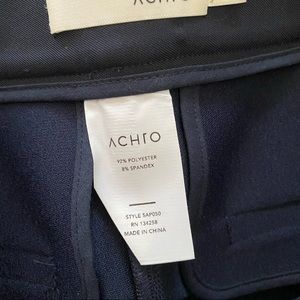 ACHRO
ACHRO
92% POLYESTER
8% SPANDEX
STYLE SAP050
RN 134258
MADE IN CHINA